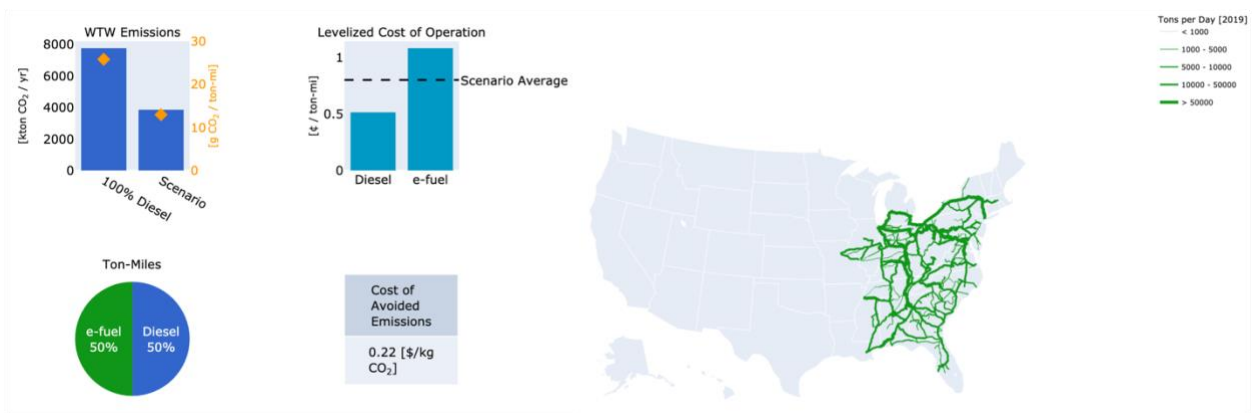 WTW Emissions
8000
6000
4000
2000
0
[kton CO₂ / yr]
30
20
10
0
[g CO₂ / ton-mi]
100% Diesel
Scenario
Levelized Cost of Operation
1
0.5
0
[¢ / ton-mi]
Scenario Average
Diesel
e-fuel
Ton-Miles
e-fuel
50%
Diesel
50%
Cost of
Avoided
Emissions
0.22 [$/kg
CO₂]
Tons per Day [2019]
< 1000
1000 - 5000
5000 - 10000
10000 - 50000
> 50000